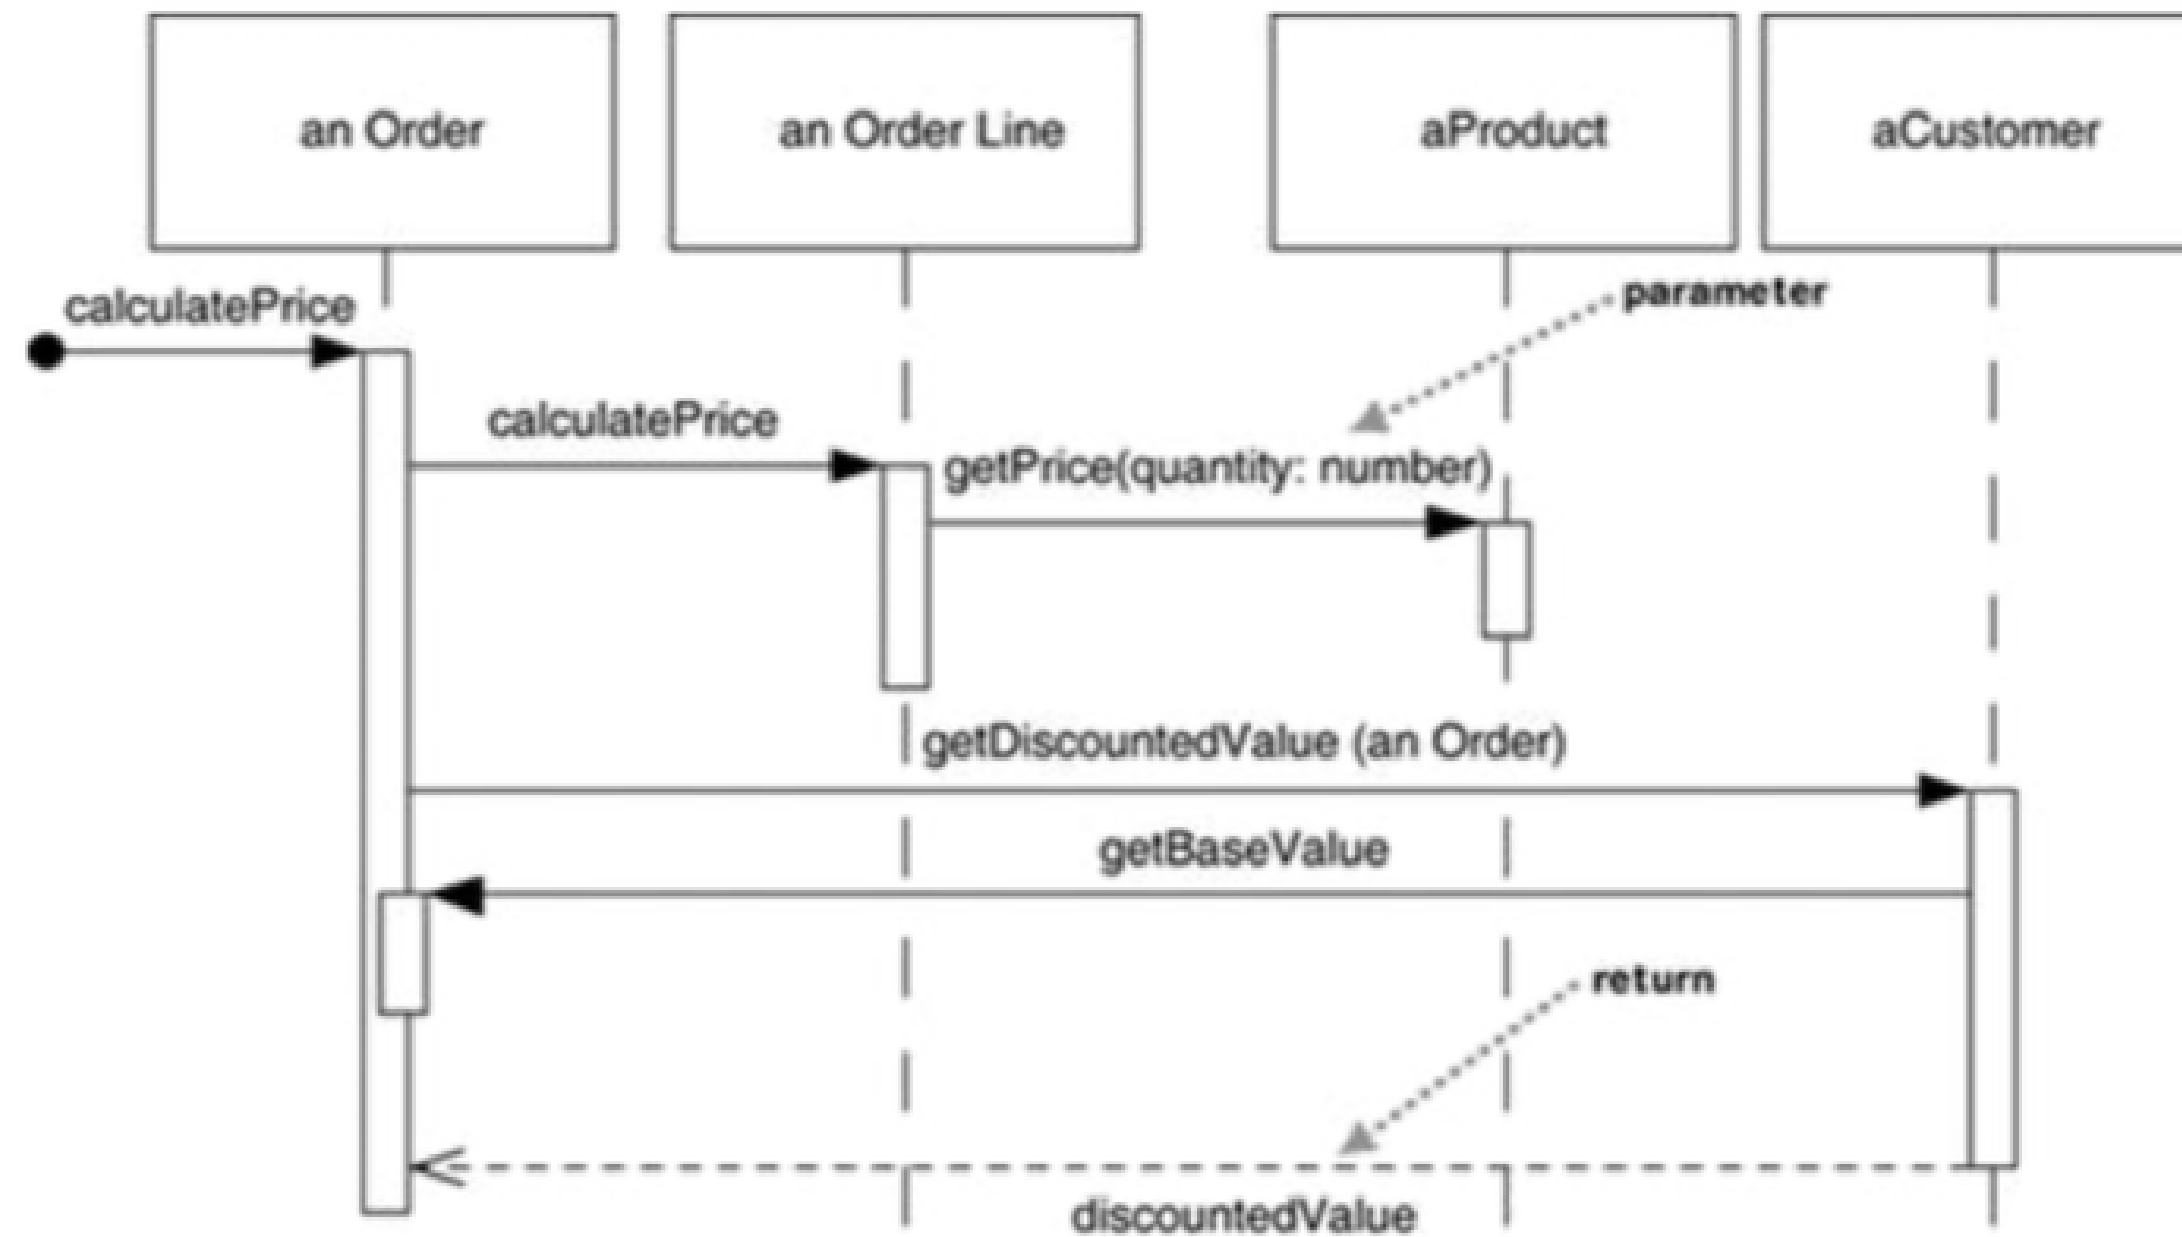 an Order
an Order Line
aProduct
aCustomer
parameter
calculatePrice
calculatePrice
getPrice(quantity: number)
getDiscountedValue (an Order)
getBaseValue
return
discountedValue